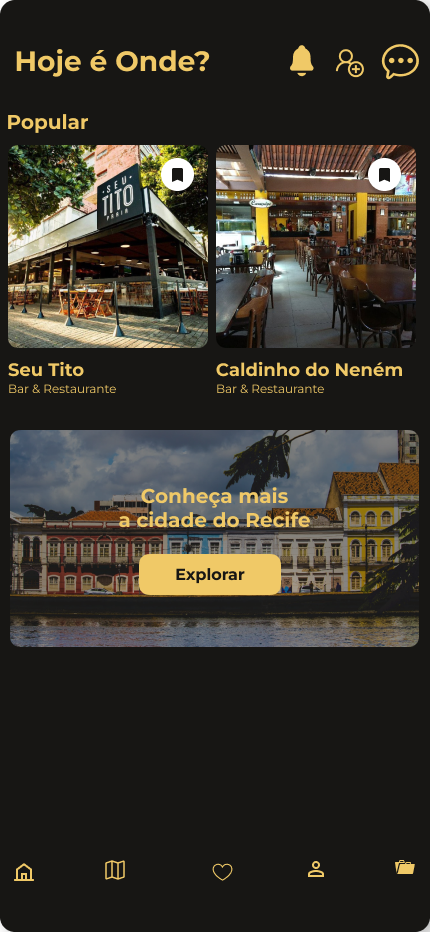 Hoje é Onde?
Popular
SEU
TITO
PRAIA
Seu Tito
Bar & Restaurante
Caldinho do Neném
Bar & Restaurante
Conheça mais
a cidade do Recife
Explorar